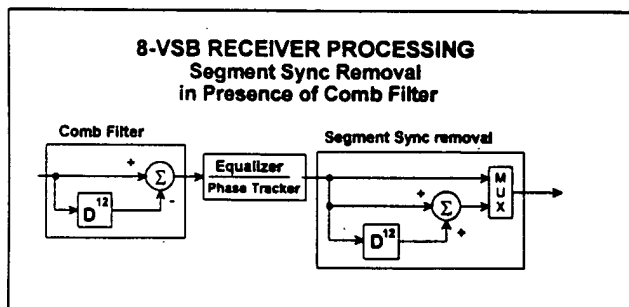 8-VSB RECEIVER PROCESSING
Segment Sync Removal
in Presence of Comb Filter
Comb Filter
Segment Sync removal
+
Σ
-
D12
Equalizer
Phase Tracker
+
Σ
+
D12
MUX